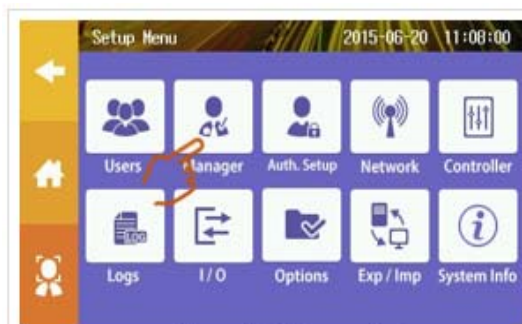 Setup Menu 2015-06-20 11:08:00
Users Manager Auth. Setup Network Controller
LOG
Logs I / O Options Exp / Imp System Info